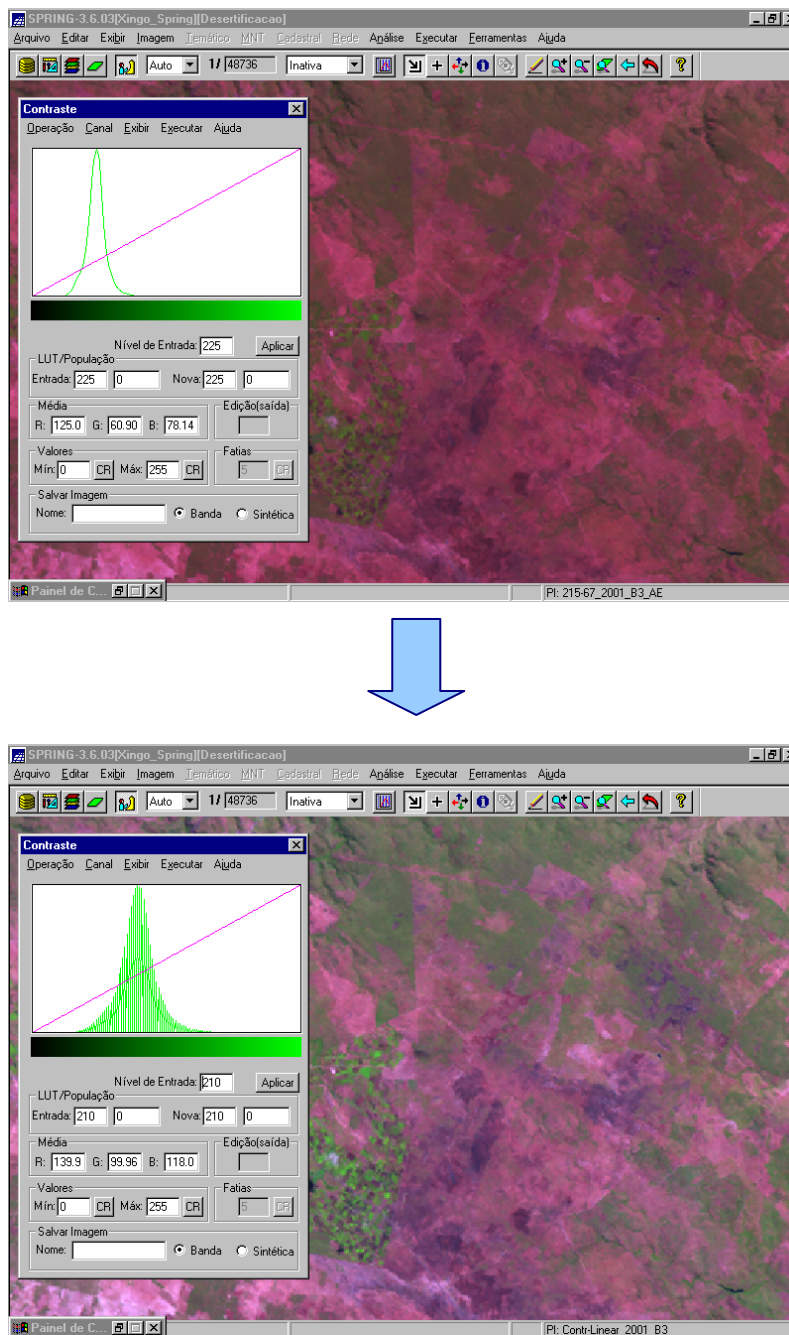 SPRING-3.6.03[Xingo_Spring][Desertificacao]
Arquivo Editar Exibir Imagem Temático MNT Cadastral Rede Análise Executar Ferramentas Ajuda
Auto 1/ 48736 Inativa
Contraste
Operação Canal Exibir Executar Ajuda
Nível de Entrada: 225 Aplicar
LUT/População
Entrada: 225 0 Nova: 225 0
Média Edição(saída)
R: 125.0 G: 60.90 B: 78.14
Valores Fatias
Mín: 0 CR Máx: 255 CR 5 CR
Salvar Imagem
Nome: Banda Sintética
Painel de C... PI: 215-67_2001_B3_AE
SPRING-3.6.03[Xingo_Spring][Desertificacao]
Arquivo Editar Exibir Imagem Temático MNT Cadastral Rede Análise Executar Ferramentas Ajuda
Auto 1/ 48736 Inativa
Contraste
Operação Canal Exibir Executar Ajuda
Nível de Entrada: 210 Aplicar
LUT/População
Entrada: 210 0 Nova: 210 0
Média Edição(saída)
R: 139.9 G: 99.96 B: 118.0
Valores Fatias
Mín: 0 CR Máx: 255 CR 5 CR
Salvar Imagem
Nome: Banda Sintética
Painel de C... PI: Contr-Linear_2001_B3